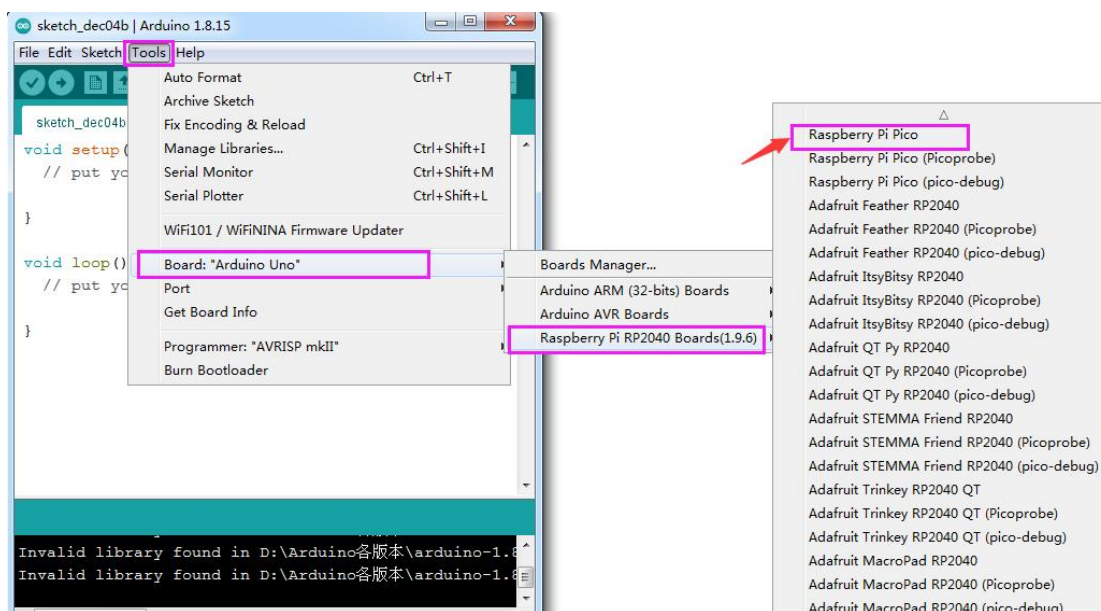 sketch_dec04b | Arduino 1.8.15
File Edit Sketch Tools Help
sketch_dec04b
void setup(
// put yo
}
void loop()
// put yo
}
Auto Format Ctrl+T
Archive Sketch
Fix Encoding & Reload
Manage Libraries... Ctrl+Shift+I
Serial Monitor Ctrl+Shift+M
Serial Plotter Ctrl+Shift+L
WiFi101 / WiFiNINA Firmware Updater
Board: "Arduino Uno"
Port
Get Board Info
Programmer: "AVRISP mkII"
Burn Bootloader
Boards Manager...
Arduino ARM (32-bits) Boards
Arduino AVR Boards
Raspberry Pi RP2040 Boards(1.9.6)
Raspberry Pi Pico
Raspberry Pi Pico (Picoprobe)
Raspberry Pi Pico (pico-debug)
Adafruit Feather RP2040
Adafruit Feather RP2040 (Picoprobe)
Adafruit Feather RP2040 (pico-debug)
Adafruit ItsyBitsy RP2040
Adafruit ItsyBitsy RP2040 (Picoprobe)
Adafruit ItsyBitsy RP2040 (pico-debug)
Adafruit QT Py RP2040
Adafruit QT Py RP2040 (Picoprobe)
Adafruit QT Py RP2040 (pico-debug)
Adafruit STEMMA Friend RP2040
Adafruit STEMMA Friend RP2040 (Picoprobe)
Adafruit STEMMA Friend RP2040 (pico-debug)
Adafruit Trinkey RP2040 QT
Adafruit Trinkey RP2040 QT (Picoprobe)
Adafruit Trinkey RP2040 QT (pico-debug)
Adafruit MacroPad RP2040
Adafruit MacroPad RP2040 (Picoprobe)
Adafruit MacroPad RP2040 (pico-debug)
Invalid library found in D:\Arduino各版本\arduino-1.8
Invalid library found in D:\Arduino各版本\arduino-1.8